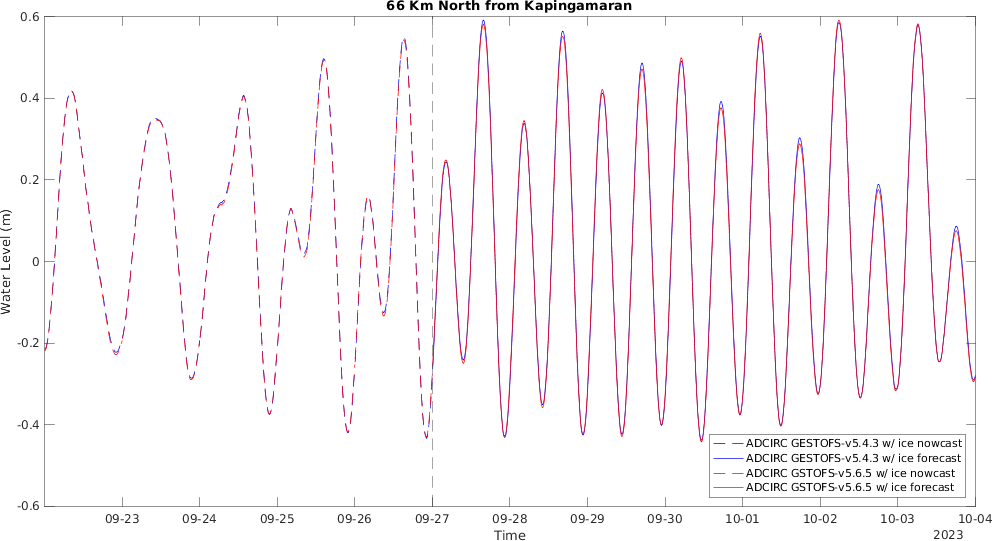 66 Km North from Kapingamaran
Water Level (m)
0.6
0.4
0.2
0
-0.2
-0.4
-0.6
ADCIRC GESTOFS-v5.4.3 w/ ice nowcast
ADCIRC GESTOFS-v5.4.3 w/ ice forecast
ADCIRC GSTOFS-v5.6.5 w/ ice nowcast
ADCIRC GSTOFS-v5.6.5 w/ ice forecast
09-23 09-24 09-25 09-26 09-27 09-28 09-29 09-30 10-01 10-02 10-03 10-04
Time
2023